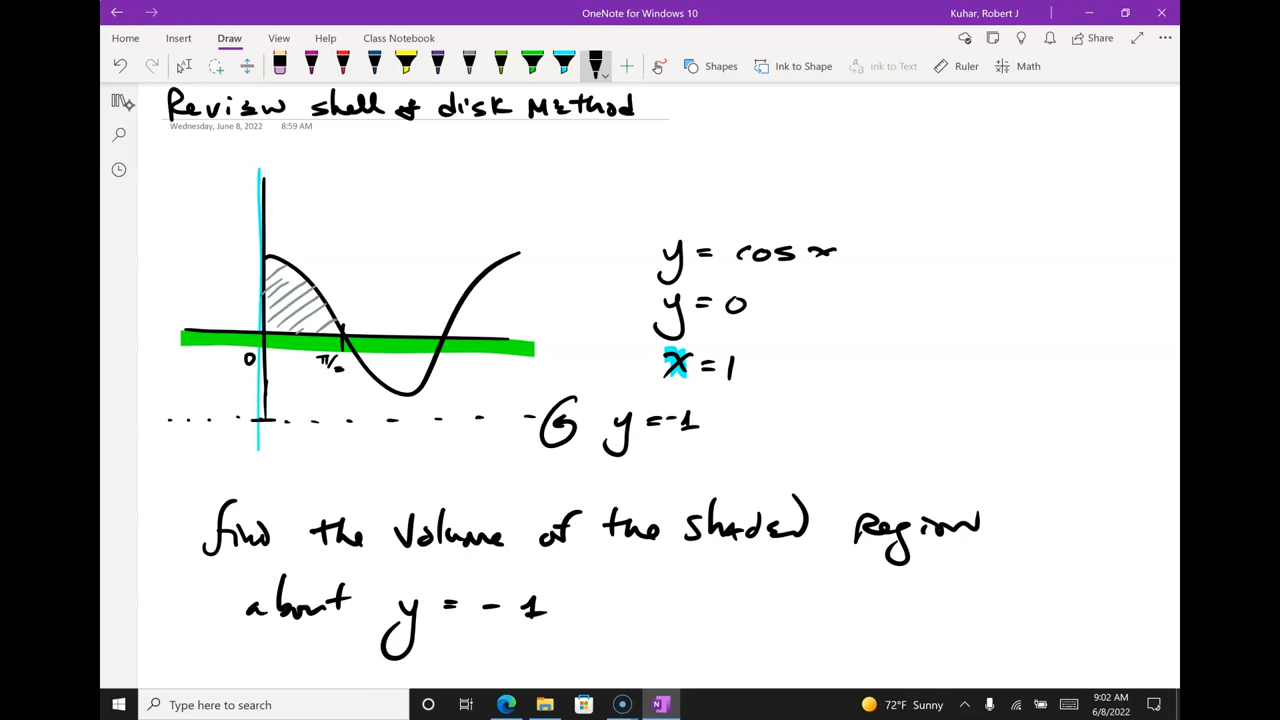 OneNote for Windows 10
Kuhar, Robert J
Home Insert Draw View Help Class Notebook
Share
Shapes Ink to Shape Ink to Text Ruler Math
Review shell & disk Method
Wednesday, June 8, 2022 8:59 AM
y = cos x
y = 0
x = 1
0
y = -1
find the volume of the shaded Region
about y = - 1
Type here to search
72°F Sunny
9:02 AM
6/8/2022